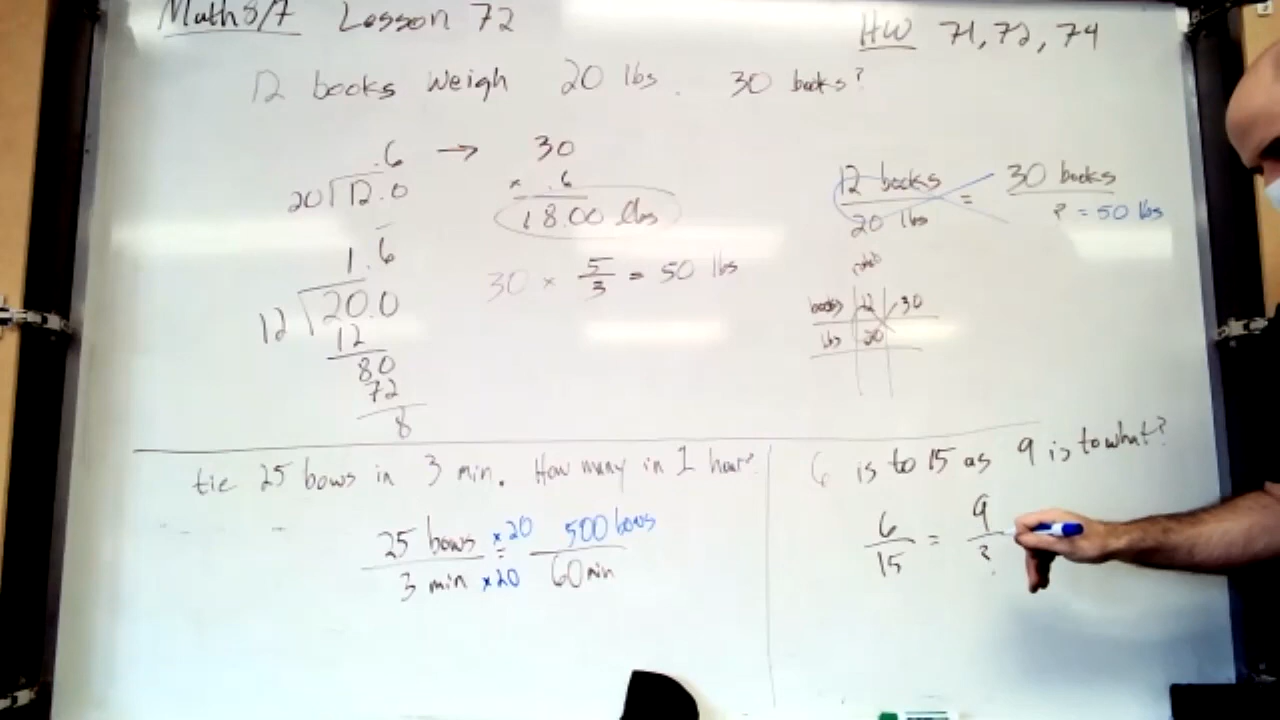 Math 8/7 Lesson 72
HW 71, 72, 74
12 books weigh 20 lbs. 30 books?
.6 →
20 12.0
30
× .6
18.00 lbs
30 × 5/3 = 50 lbs
1.6
12 20.0
12
80
72
8
12 books = 30 books
20 lbs ? = 50 lbs
books 12 30
lbs 20
tie 25 bows in 3 min. How many in 1 hour?
25 bows ×20 = 500 bows
3 min ×20 60 min
6 is to 15 as 9 is to what?
6 = 9
15 ?